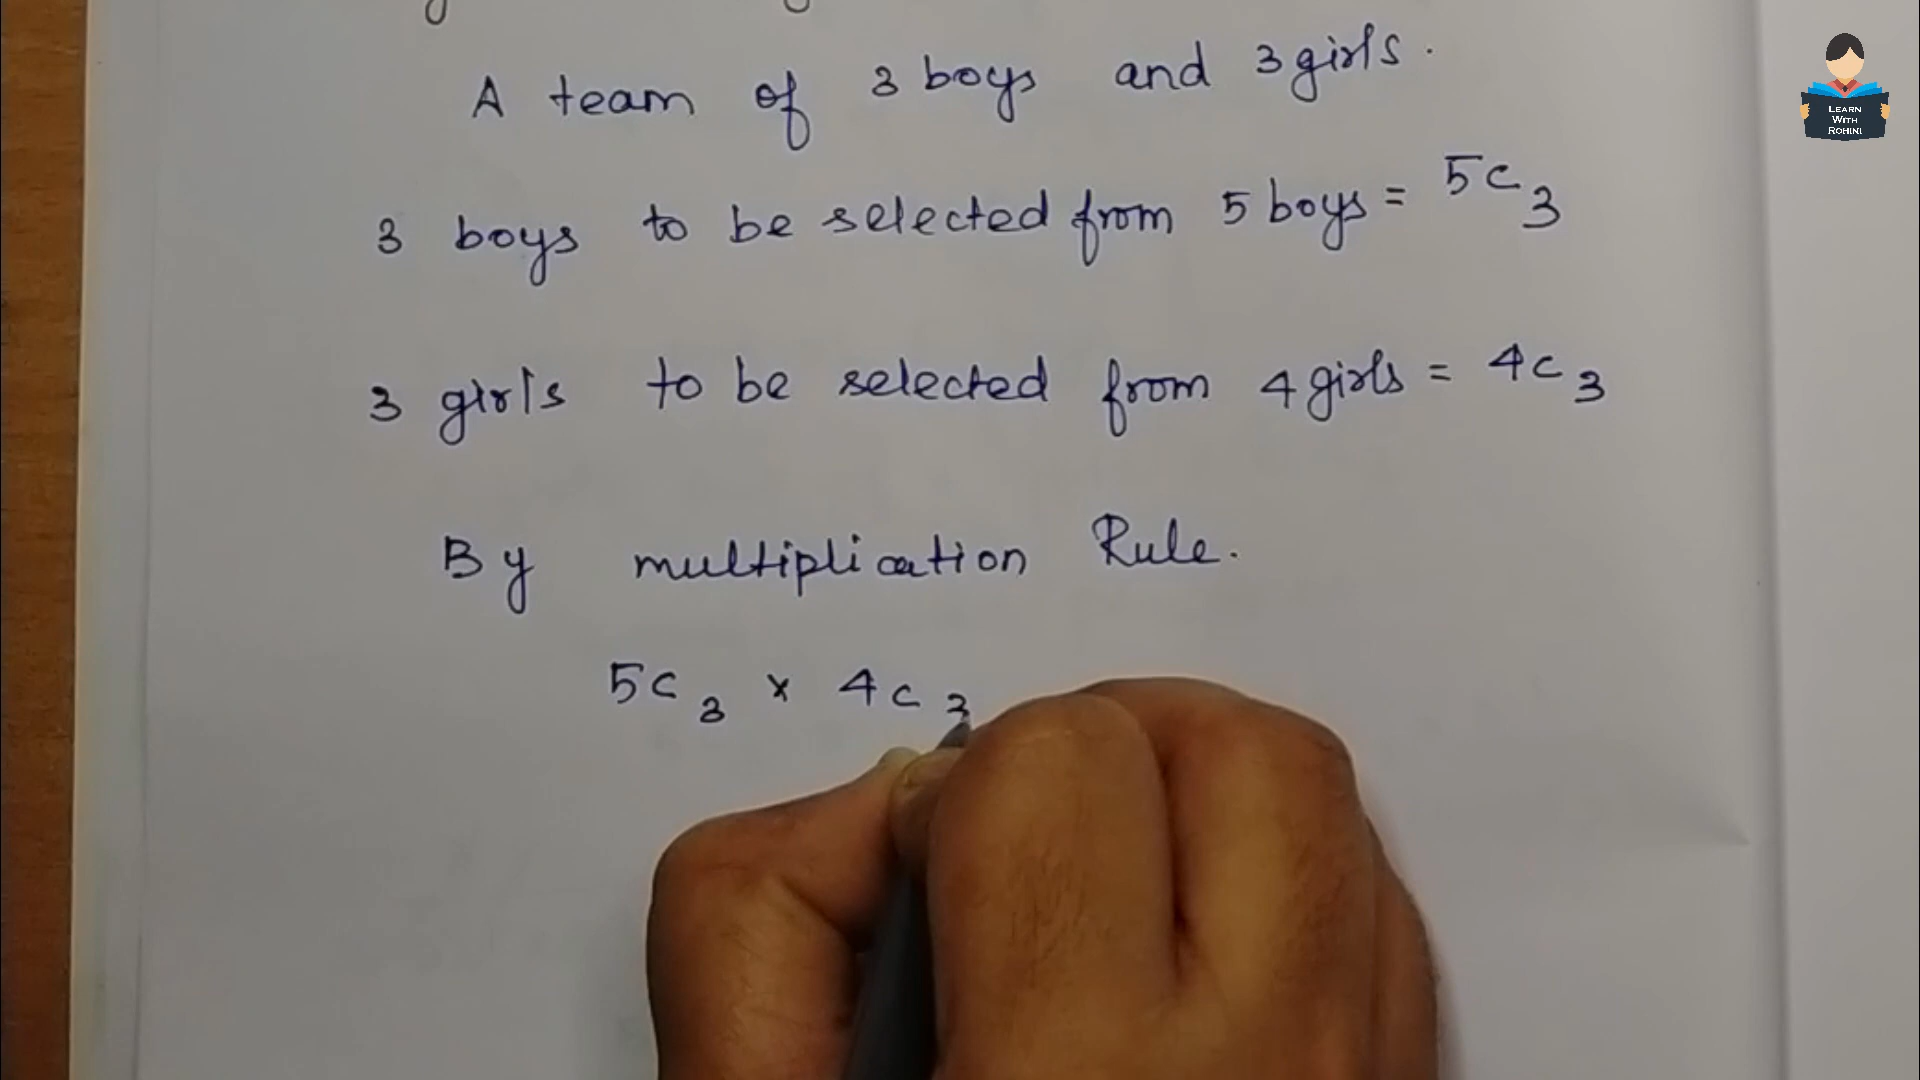 A team of 3 boys and 3 girls.
3 boys to be selected from 5 boys = 5C3
3 girls to be selected from 4 girls = 4C3
By multiplication Rule.
5C3 × 4C3
LEARN
WITH
ROHINI